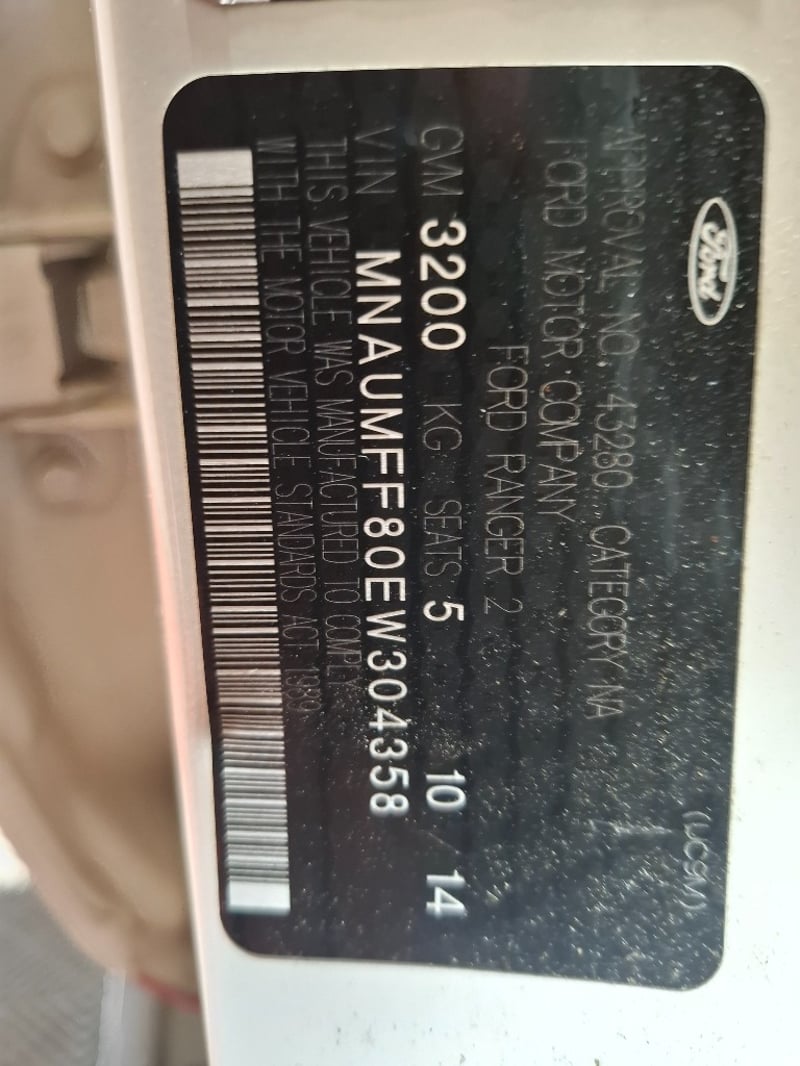 Ford
(UC9M)
APPROVAL NO. 43280 CATEGORY NA
FORD MOTOR COMPANY
FORD RANGER 2
GVM 3200 KG SEATS 5 10 / 14
VIN MNAUMFF80EW304358
THIS VEHICLE WAS MANUFACTURED TO COMPLY
WITH THE MOTOR VEHICLE STANDARDS ACT 1989